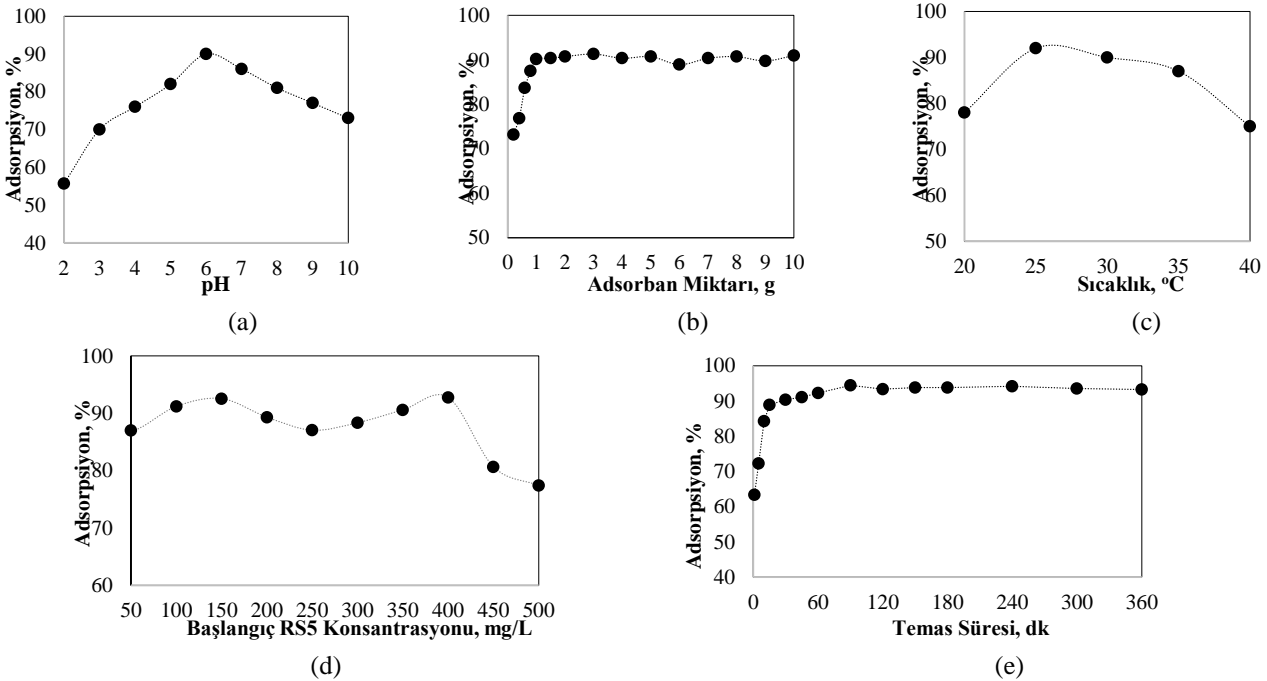 100
90
80
70
60
50
40
Adsorpsiyon, %
2 3 4 5 6 7 8 9 10
pH
(a)
100
90
80
70
60
50
Adsorpsiyon, %
0 1 2 3 4 5 6 7 8 9 10
Adsorban Miktarı, g
(b)
100
90
80
70
60
50
Adsorpsiyon, %
20 25 30 35 40
Sıcaklık, °C
(c)
100
90
80
70
60
Adsorpsiyon, %
50 100 150 200 250 300 350 400 450 500
Başlangıç RS5 Konsantrasyonu, mg/L
(d)
100
90
80
70
60
50
40
Adsorpsiyon, %
0 60 120 180 240 300 360
Temas Süresi, dk
(e)